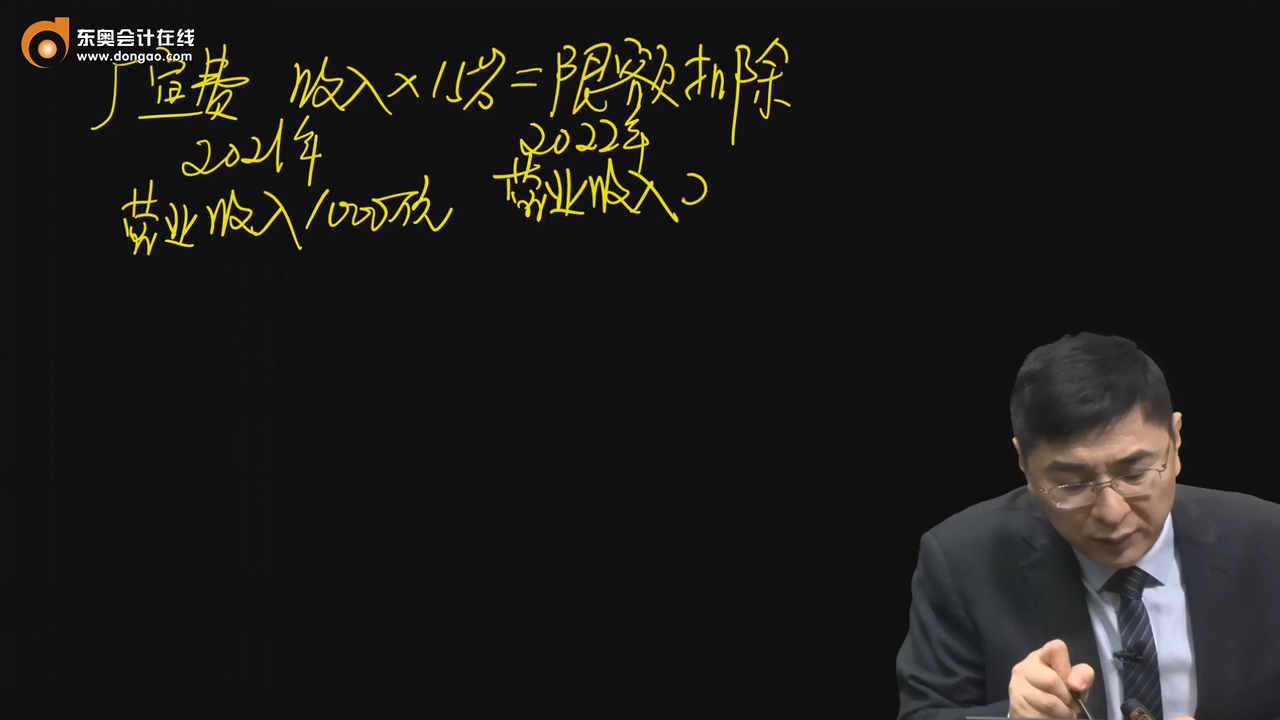 东奥会计在线
www.dongao.com
广宣费 收入×15%=限额扣除
2021年 2022年
营业收入1000万 营业收入2